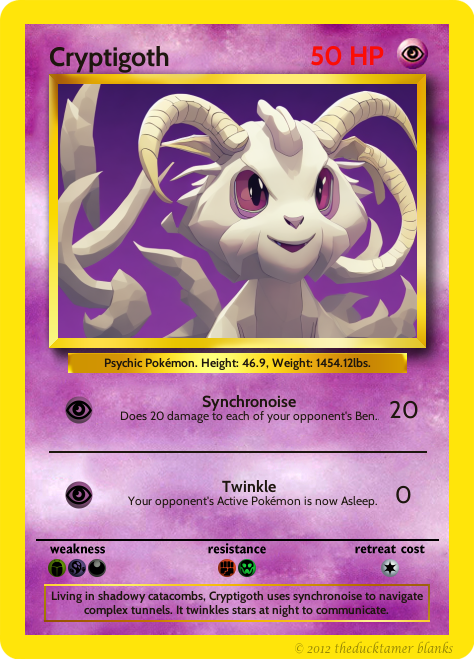 Cryptigoth
50 HP
Psychic Pokémon. Height: 46.9, Weight: 1454.12lbs.
Synchronoise
Does 20 damage to each of your opponent's Ben.
20
Twinkle
Your opponent's Active Pokémon is now Asleep.
0
weakness
resistance
retreat cost
Living in shadowy catacombs, Cryptigoth uses synchronoise to navigate
complex tunnels. It twinkles stars at night to communicate.
© 2012 theducktamer blanks